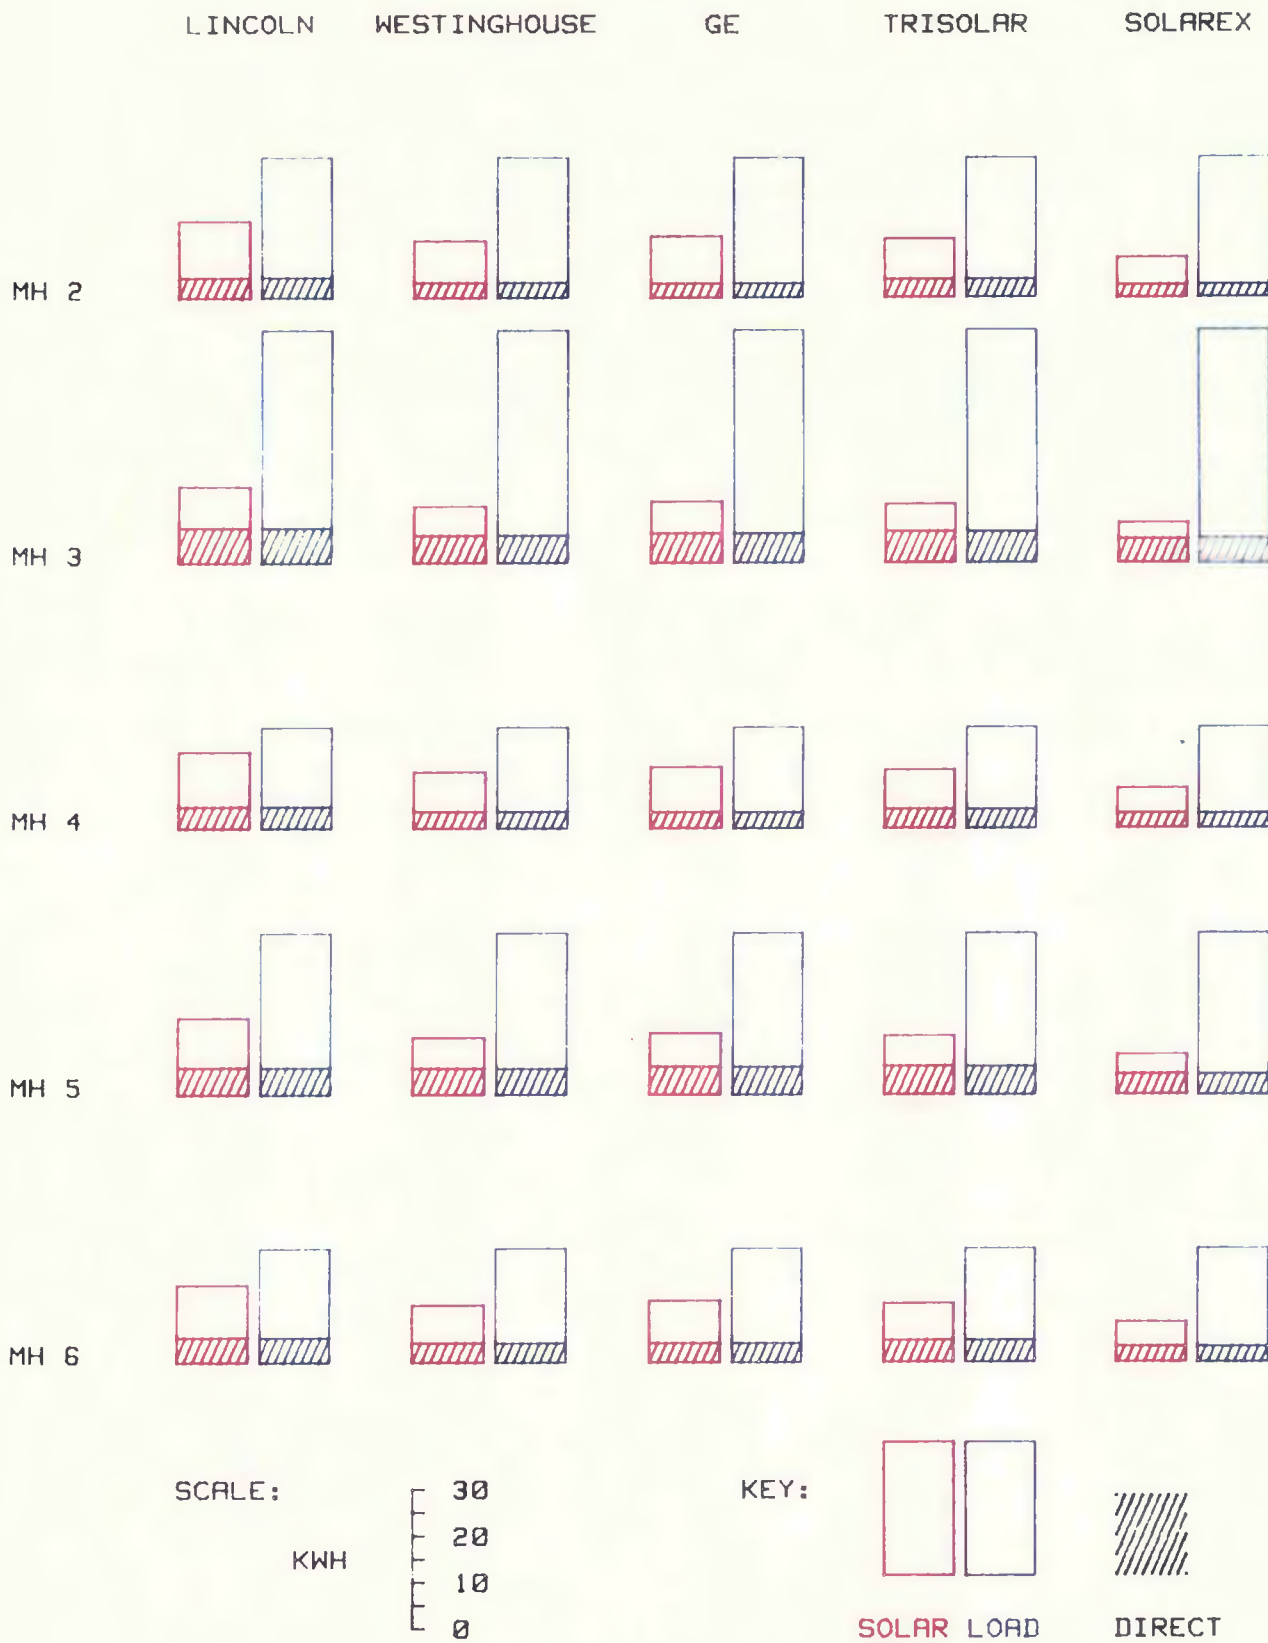 LINCOLN WESTINGHOUSE GE TRISOLAR SOLAREX
MH 2
MH 3
MH 4
MH 5
MH 6
SCALE:
KWH
30
20
10
0
KEY:
SOLAR LOAD DIRECT